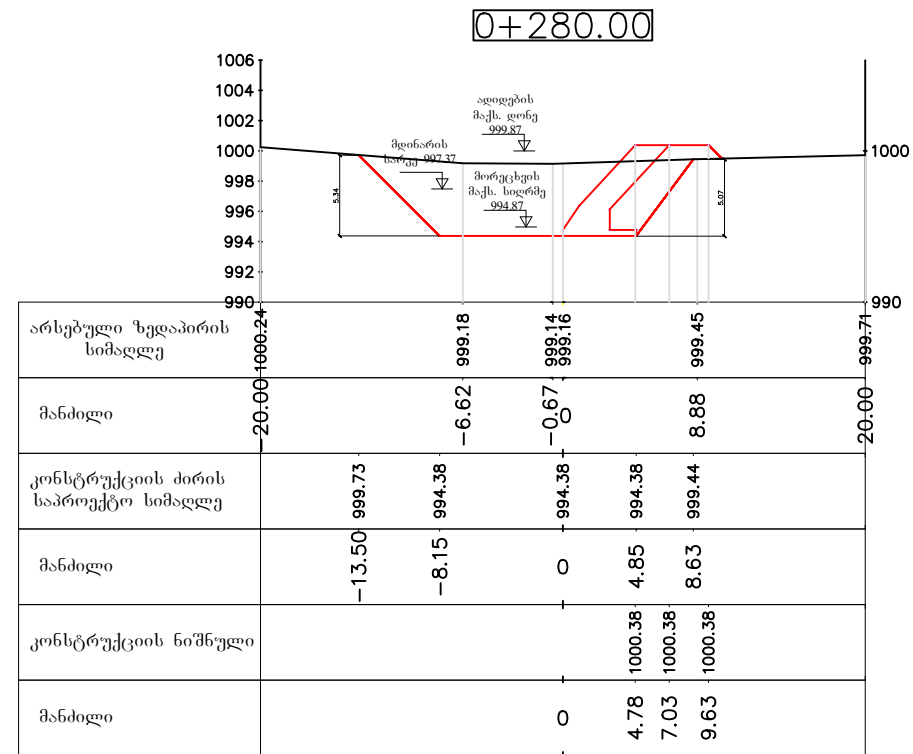 0+280.00
1006
1004
1002
1000
998
996
994
992
990
1000
990
ადიდების
მაქს. დონე
999.87
მდინარის
სარკე 997.37
მორეცხვის
მაქს. სიღრმე
994.87
5.34
5.07
არსებული ზედაპირის
სიმაღლე
1000.24 999.18 999.14 999.16 999.45 999.71
მანძილი
-20.00 -6.62 -0.67 0 8.88 20.00
კონსტრუქციის ძირის
საპროექტო სიმაღლე
999.73 994.38 994.38 994.38 999.44
მანძილი
-13.50 -8.15 0 4.85 8.63
კონსტრუქციის ნიშნული
1000.38 1000.38 1000.38
მანძილი
0 4.78 7.03 9.63